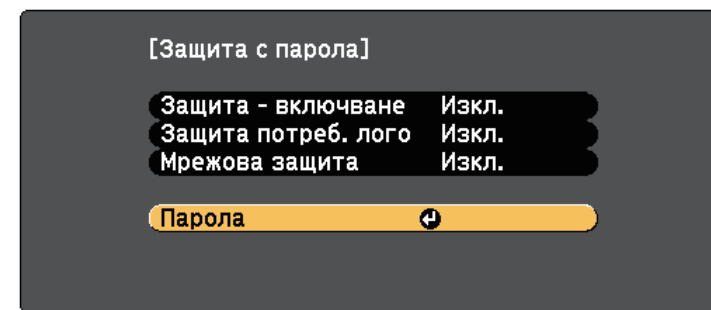 [Защита с парола]
Защита - включване Изкл.
Защита потреб. лого Изкл.
Мрежова защита Изкл.
Парола